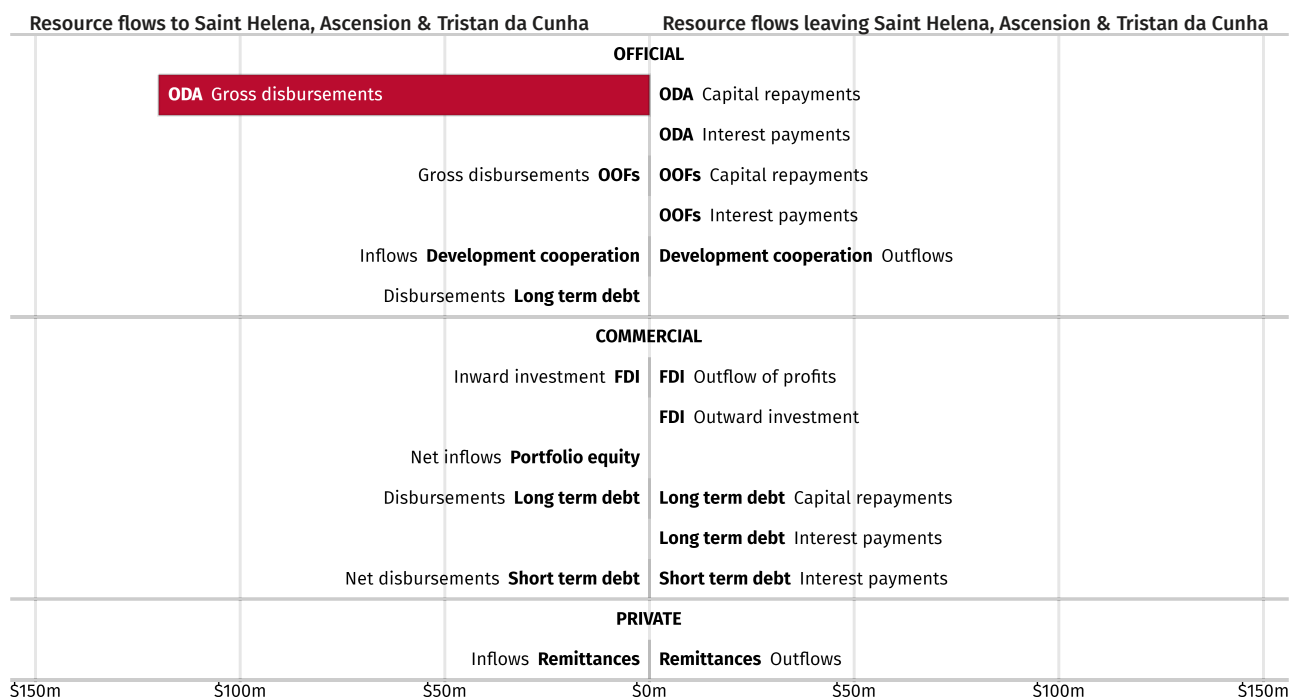 Resource flows to Saint Helena, Ascension & Tristan da Cunha Resource flows leaving Saint Helena, Ascension & Tristan da Cunha
OFFICIAL
ODA Gross disbursements ODA Capital repayments
ODA Interest payments
Gross disbursements OOFs OOFs Capital repayments
OOFs Interest payments
Inflows Development cooperation Development cooperation Outflows
Disbursements Long term debt
COMMERCIAL
Inward investment FDI FDI Outflow of profits
FDI Outward investment
Net inflows Portfolio equity
Disbursements Long term debt Long term debt Capital repayments
Long term debt Interest payments
Net disbursements Short term debt Short term debt Interest payments
PRIVATE
Inflows Remittances Remittances Outflows
$150m $100m $50m $0m $50m $100m $150m